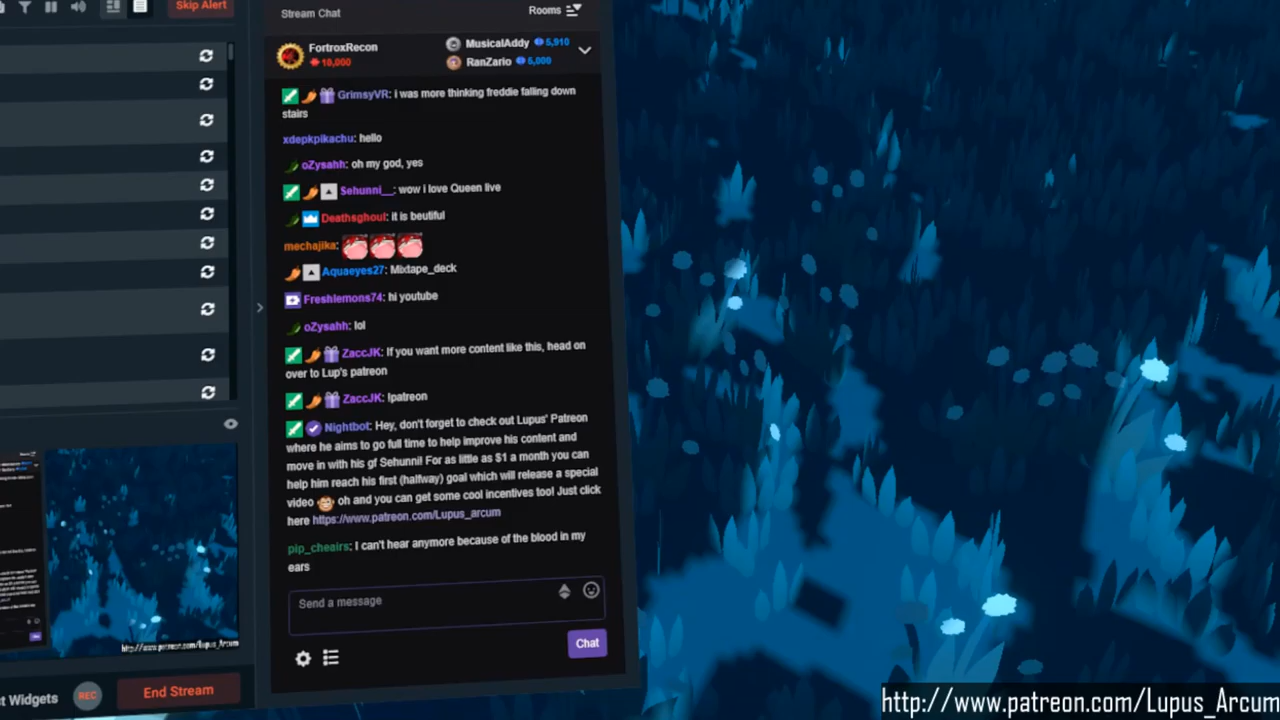 Skip Alert
Stream Chat
Rooms
FortroxRecon
10,000
MusicalAddy 5,910
RanZario 5,000
GrimsyVR: i was more thinking freddie falling down
stairs
xdepkpikachu: hello
oZysahh: oh my god, yes
Sehunni__: wow i love Queen live
Deathsghoul: it is beutiful
mechajika:
Aquaeyes27: Mixtape_deck
Freshlemons74: hi youtube
oZysahh: lol
ZaccJK: If you want more content like this, head on
over to Lup's patreon
ZaccJK: !patreon
Nightbot: Hey, don't forget to check out Lupus' Patreon
where he aims to go full time to help improve his content and
move in with his gf Sehunni! For as little as $1 a month you can
help him reach his first (halfway) goal which will release a special
video oh and you can get some cool incentives too! Just click
here https://www.patreon.com/Lupus_arcum
pip_cheairs: I can't hear anymore because of the blood in my
ears
Send a message
Chat
http://www.patreon.com/Lupus_Arcum
t Widgets
REC
End Stream
http://www.patreon.com/Lupus_Arcum